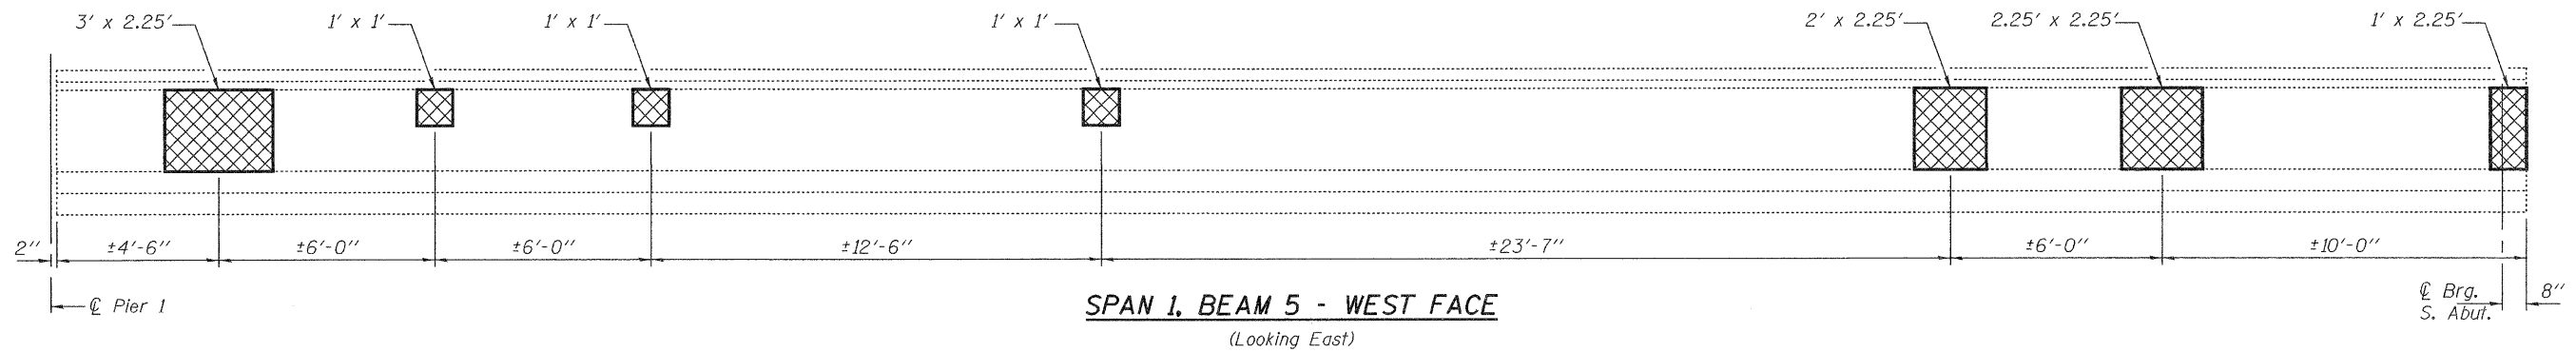 3' x 2.25'
1' x 1'
1' x 1'
1' x 1'
2' x 2.25'
2.25' x 2.25'
1' x 2.25'
2"
±4'-6"
±6'-0"
±6'-0"
±12'-6"
±23'-7"
±6'-0"
±10'-0"
8"
℄ Pier 1
℄ Brg.
S. Abut.
SPAN 1, BEAM 5 - WEST FACE
(Looking East)